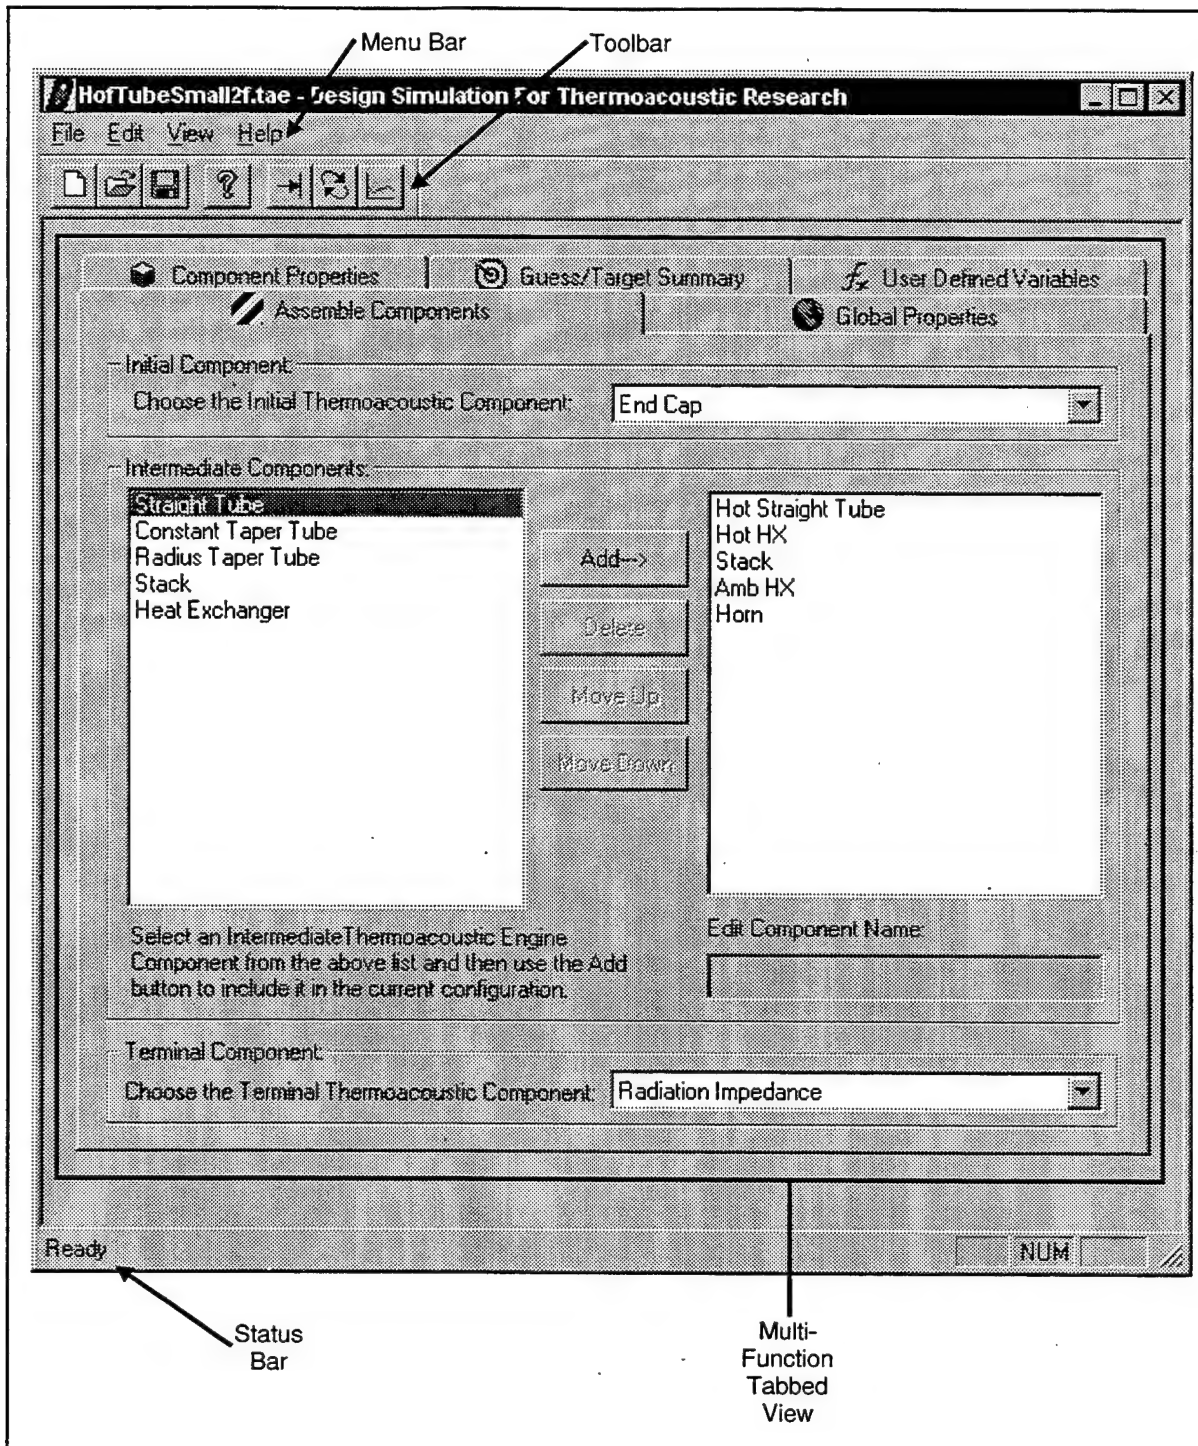 Menu Bar
Toolbar
HofTubeSmall2f.tae - Design Simulation For Thermoacoustic Research
File Edit View Help
Component Properties
Guess/Target Summary
User Defined Variables
Assemble Components
Global Properties
Initial Component:
Choose the Initial Thermoacoustic Component:
End Cap
Intermediate Components:
Straight Tube
Constant Taper Tube
Radius Taper Tube
Stack
Heat Exchanger
Add-->
Delete
Move Up
Move Down
Hot Straight Tube
Hot HX
Stack
Amb HX
Horn
Select an IntermediateThermoacoustic Engine
Component from the above list and then use the Add
button to include it in the current configuration.
Edit Component Name:
Terminal Component:
Choose the Terminal Thermoacoustic Component:
Radiation Impedance
Ready
NUM
Status
Bar
Multi-
Function
Tabbed
View